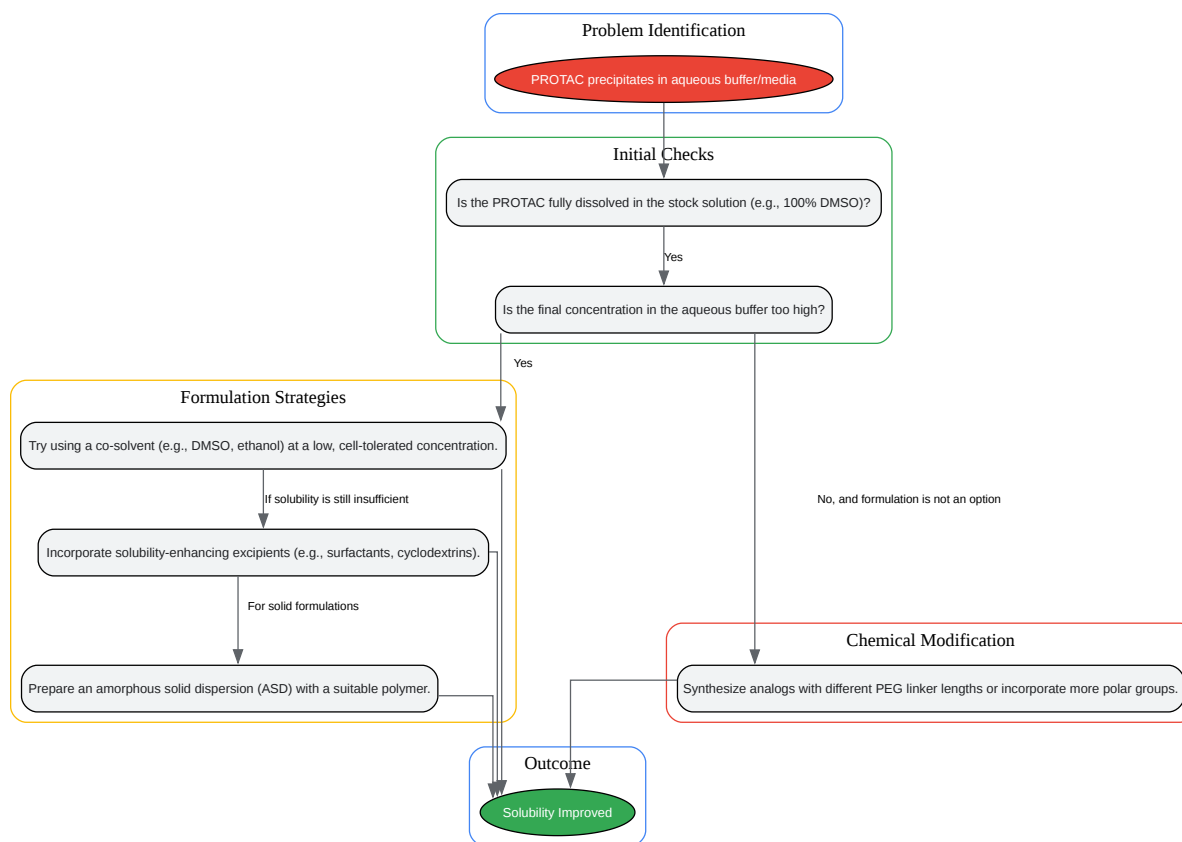 Problem Identification
PROTAC precipitates in aqueous buffer/media
Initial Checks
Is the PROTAC fully dissolved in the stock solution (e.g., 100% DMSO)?
Yes
Is the final concentration in the aqueous buffer too high?
Yes
Formulation Strategies
Try using a co-solvent (e.g., DMSO, ethanol) at a low, cell-tolerated concentration.
If solubility is still insufficient
No, and formulation is not an option
Incorporate solubility-enhancing excipients (e.g., surfactants, cyclodextrins).
For solid formulations
Chemical Modification
Prepare an amorphous solid dispersion (ASD) with a suitable polymer.
Synthesize analogs with different PEG linker lengths or incorporate more polar groups.
Outcome
Solubility Improved